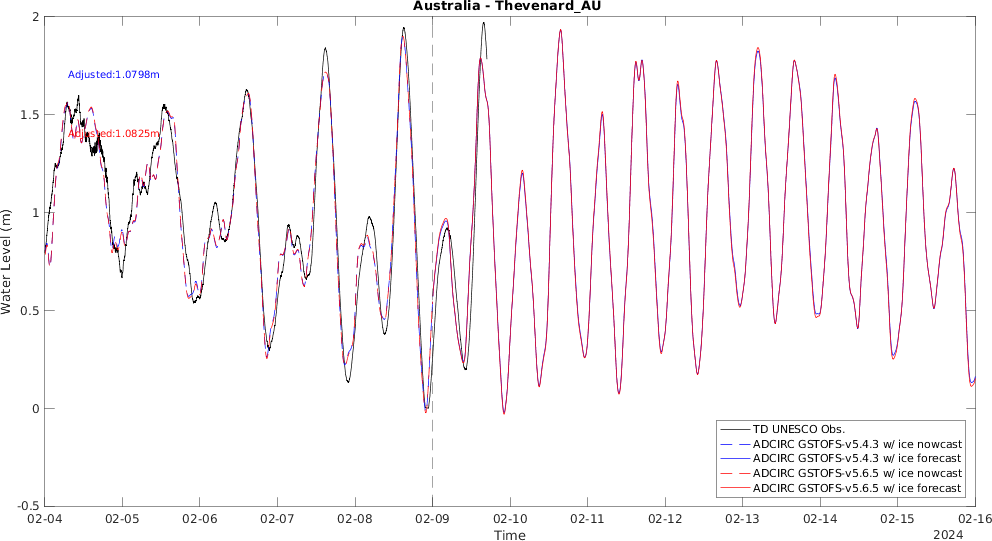 Australia - Thevenard_AU
2
Adjusted:1.0798m
1.5
Adjusted:1.0825m
1
Water Level (m)
0.5
0
-0.5
TD UNESCO Obs.
ADCIRC GSTOFS-v5.4.3 w/ ice nowcast
ADCIRC GSTOFS-v5.4.3 w/ ice forecast
ADCIRC GSTOFS-v5.6.5 w/ ice nowcast
ADCIRC GSTOFS-v5.6.5 w/ ice forecast
02-04 02-05 02-06 02-07 02-08 02-09 02-10 02-11 02-12 02-13 02-14 02-15 02-16
Time
2024